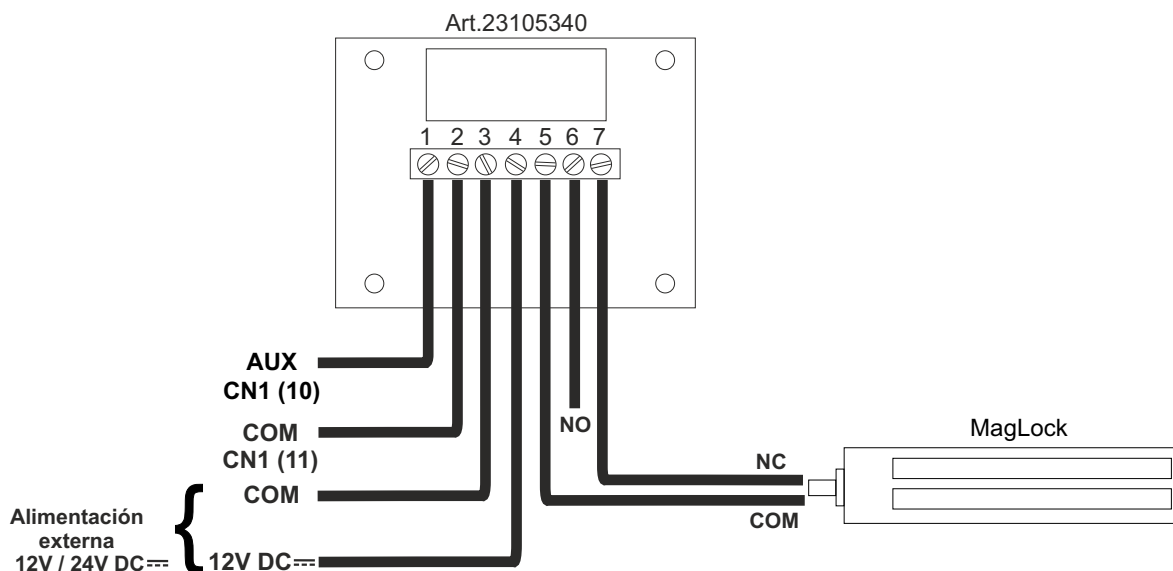 Art.23105340
1 2 3 4 5 6 7
AUX
CN1 (10)
COM
CN1 (11)
COM
12V DC
Alimentación
externa
12V / 24V DC
NO
NC
COM
MagLock